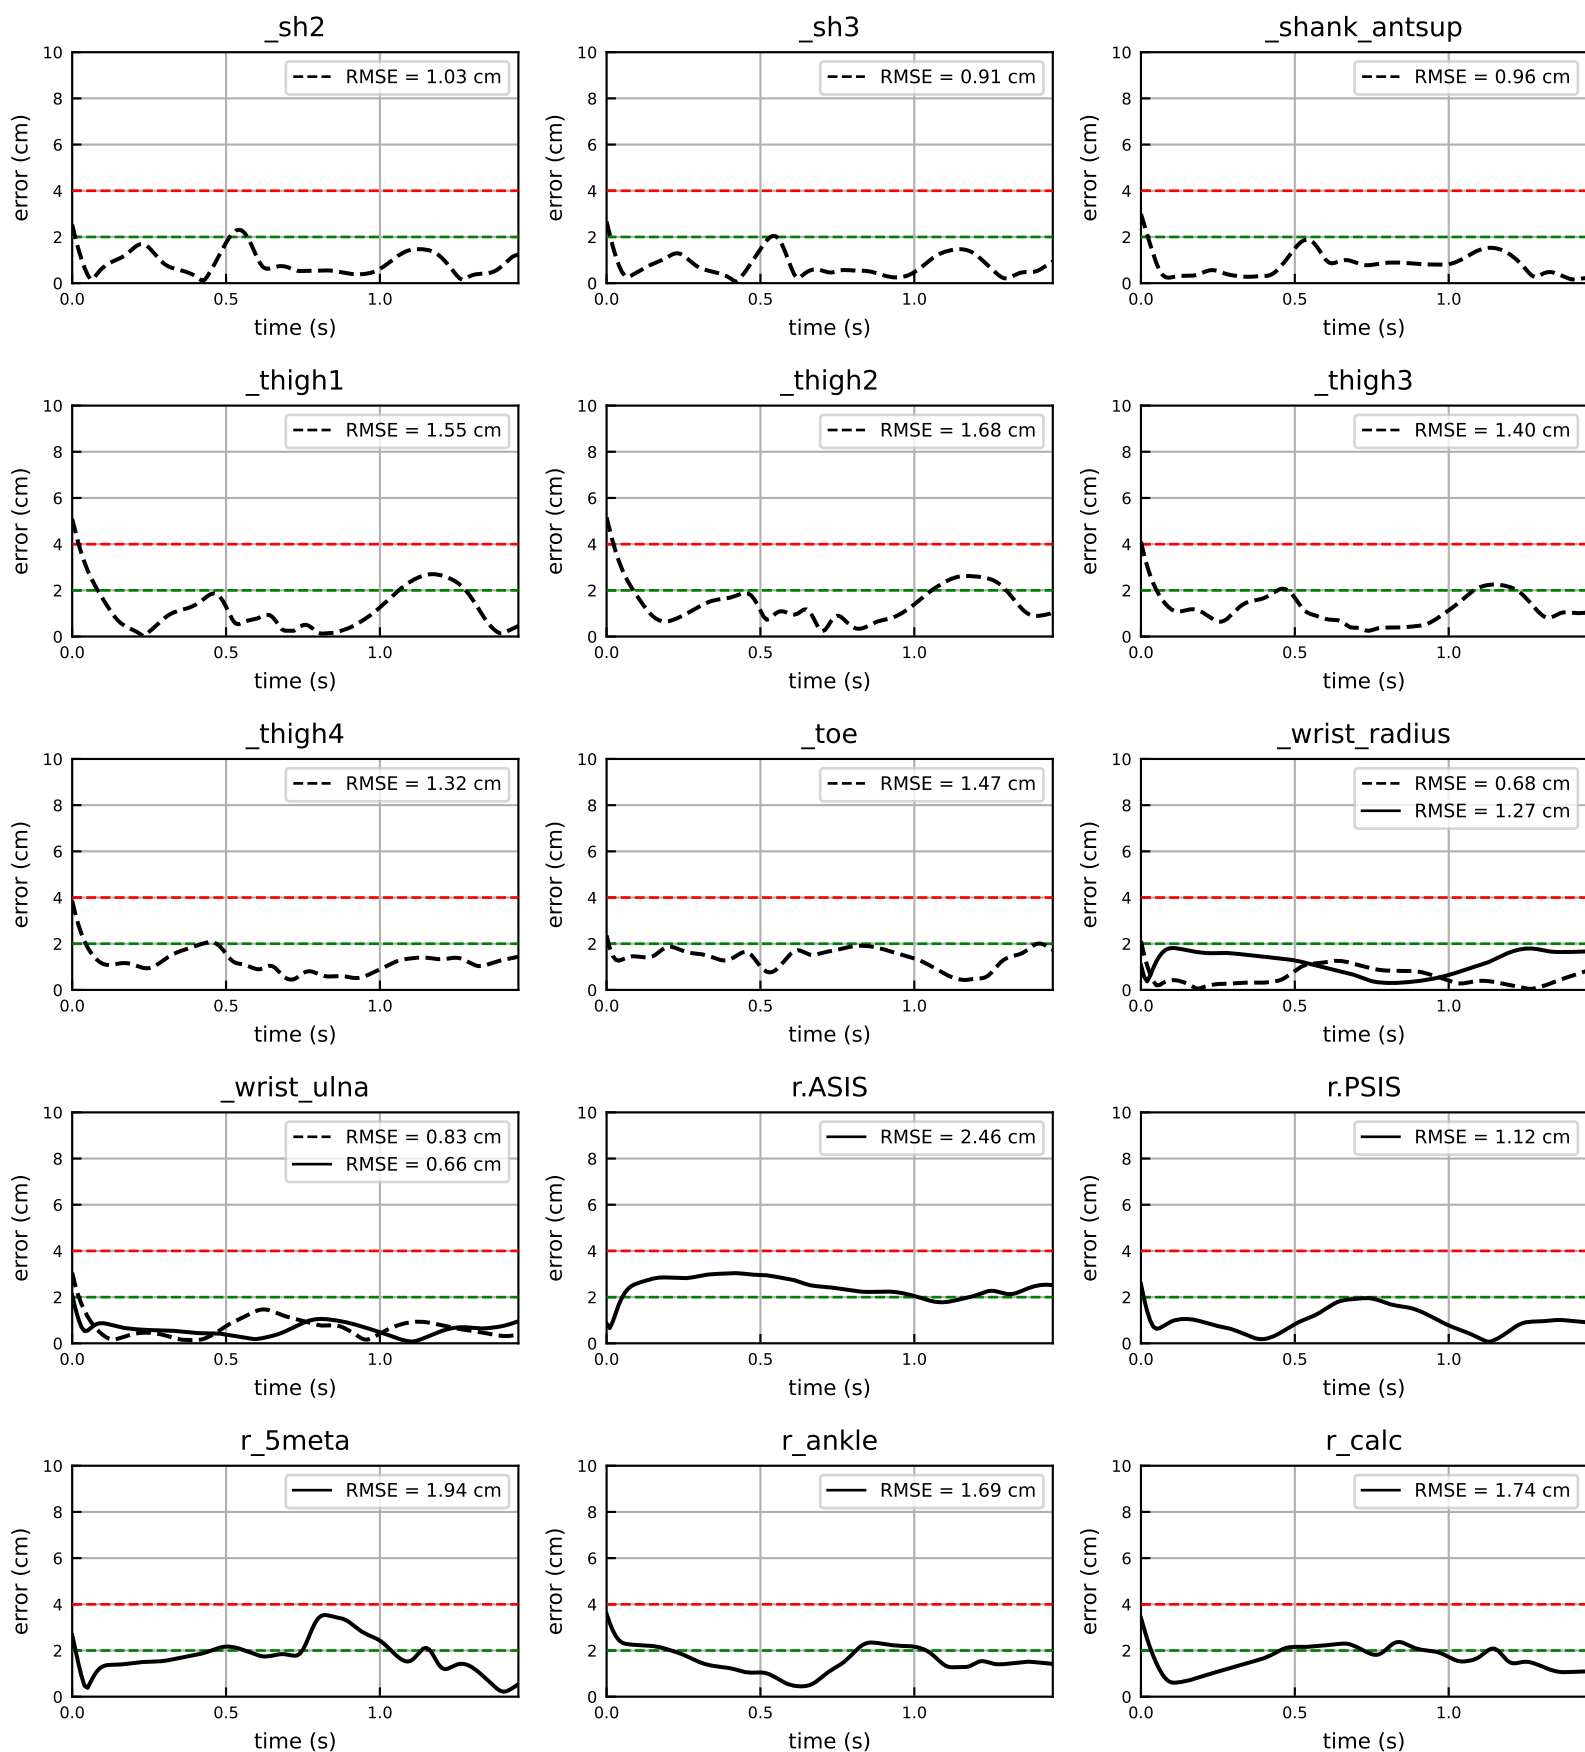 _sh2
_sh3
_shank_antsup
10
8
6
4
2
0
error (cm)
RMSE = 1.03 cm
0.0 0.5 1.0
time (s)
10
8
6
4
2
0
error (cm)
RMSE = 0.91 cm
0.0 0.5 1.0
time (s)
10
8
6
4
2
0
error (cm)
RMSE = 0.96 cm
0.0 0.5 1.0
time (s)
_thigh1
_thigh2
_thigh3
10
8
6
4
2
0
error (cm)
RMSE = 1.55 cm
0.0 0.5 1.0
time (s)
10
8
6
4
2
0
error (cm)
RMSE = 1.68 cm
0.0 0.5 1.0
time (s)
10
8
6
4
2
0
error (cm)
RMSE = 1.40 cm
0.0 0.5 1.0
time (s)
_thigh4
_toe
_wrist_radius
10
8
6
4
2
0
error (cm)
RMSE = 1.32 cm
0.0 0.5 1.0
time (s)
10
8
6
4
2
0
error (cm)
RMSE = 1.47 cm
0.0 0.5 1.0
time (s)
10
8
6
4
2
0
error (cm)
RMSE = 0.68 cm
RMSE = 1.27 cm
0.0 0.5 1.0
time (s)
_wrist_ulna
r.ASIS
r.PSIS
10
8
6
4
2
0
error (cm)
RMSE = 0.83 cm
RMSE = 0.66 cm
0.0 0.5 1.0
time (s)
10
8
6
4
2
0
error (cm)
RMSE = 2.46 cm
0.0 0.5 1.0
time (s)
10
8
6
4
2
0
error (cm)
RMSE = 1.12 cm
0.0 0.5 1.0
time (s)
r_5meta
r_ankle
r_calc
10
8
6
4
2
0
error (cm)
RMSE = 1.94 cm
0.0 0.5 1.0
time (s)
10
8
6
4
2
0
error (cm)
RMSE = 1.69 cm
0.0 0.5 1.0
time (s)
10
8
6
4
2
0
error (cm)
RMSE = 1.74 cm
0.0 0.5 1.0
time (s)